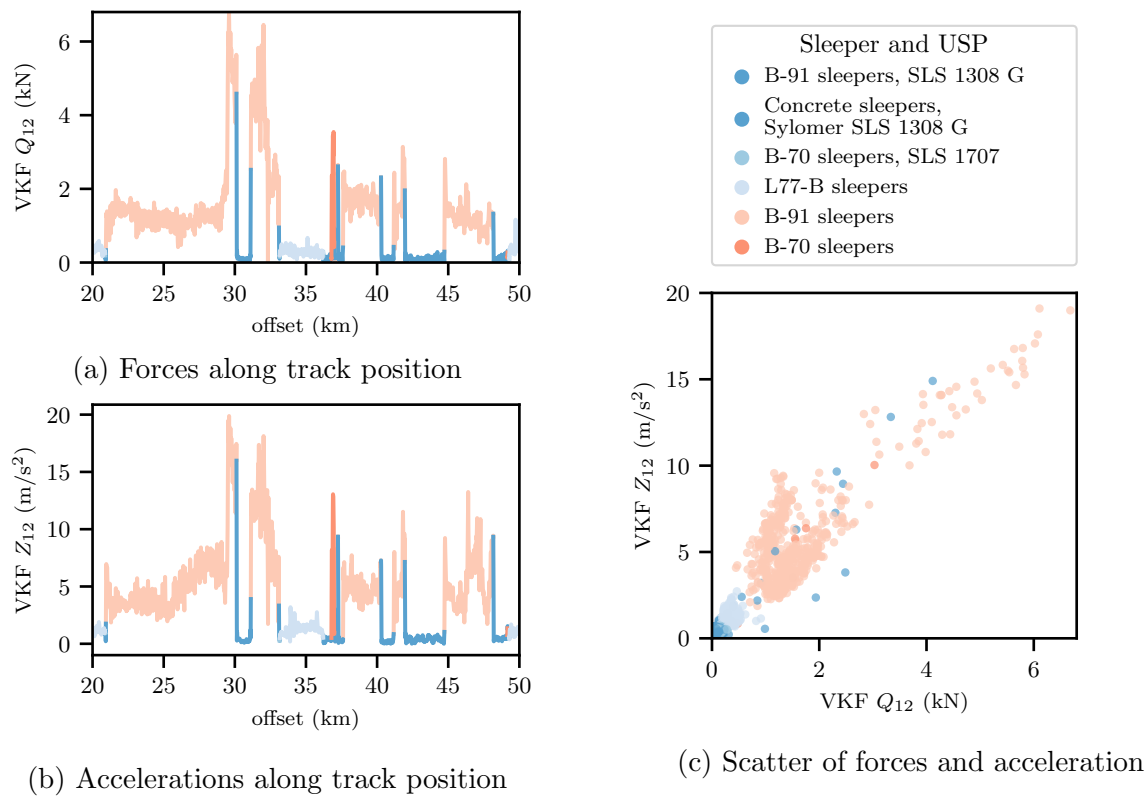 6
4
2
0
VKF Q12 (kN)
20 25 30 35 40 45 50
offset (km)
(a) Forces along track position
20
15
10
5
0
VKF Z12 (m/s²)
20 25 30 35 40 45 50
offset (km)
(b) Accelerations along track position
Sleeper and USP
B-91 sleepers, SLS 1308 G
Concrete sleepers,
Sylomer SLS 1308 G
B-70 sleepers, SLS 1707
L77-B sleepers
B-91 sleepers
B-70 sleepers
20
15
10
5
0
VKF Z12 (m/s²)
0 2 4 6
VKF Q12 (kN)
(c) Scatter of forces and acceleration